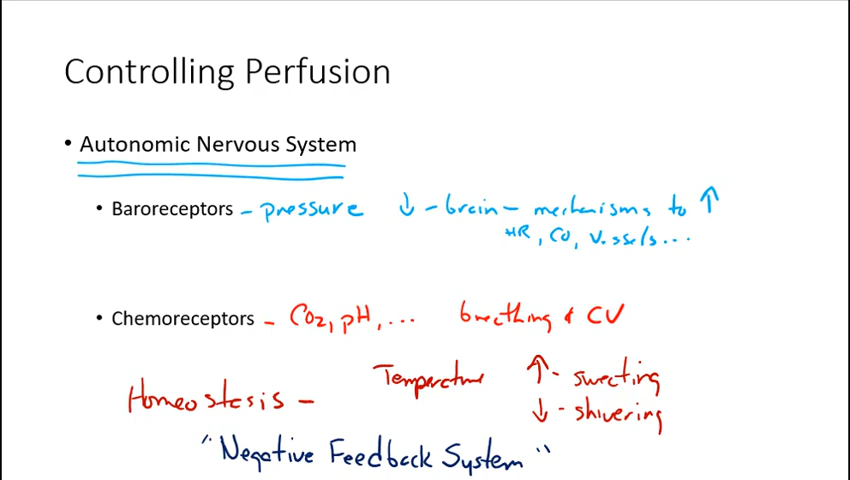 Controlling Perfusion
• Autonomic Nervous System
• Baroreceptors - pressure ↓ - brain - mechanisms to ↑
HR, CO, Vessels...
• Chemoreceptors - CO2, pH, ... breathing & CV
Temperature ↑ - sweating
Homeostasis - ↓ - shivering
"Negative Feedback System"